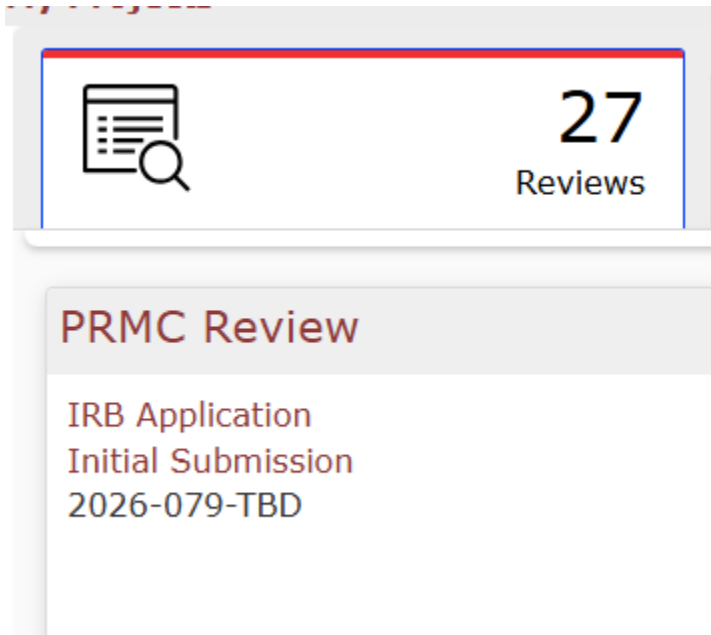 27
Reviews
PRMC Review
IRB Application
Initial Submission
2026-079-TBD